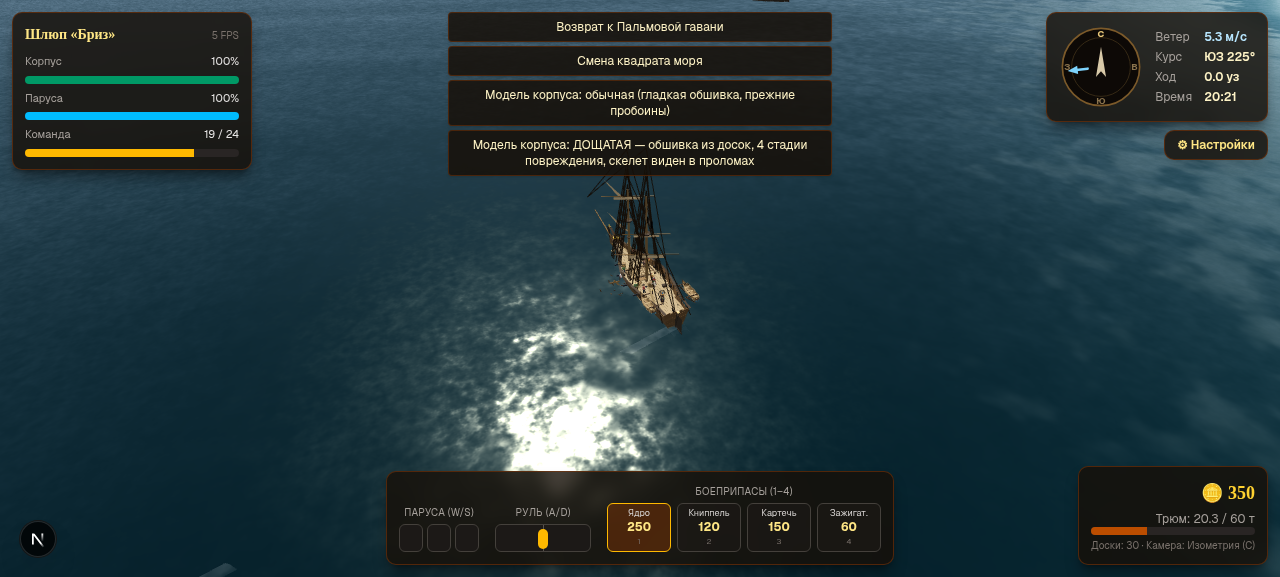 Шлюп «Бриз»
5 FPS
Корпус
100%
Паруса
100%
Команда
19 / 24
Возврат к Пальмовой гавани
Смена квадрата моря
Модель корпуса: обычная (гладкая обшивка, прежние
пробоины)
Модель корпуса: ДОЩАТАЯ — обшивка из досок, 4 стадии
повреждения, скелет виден в проломах
С
З
В
Ю
Ветер
5.3 м/с
Курс
ЮЗ 225°
Ход
0.0 уз
Время
20:21
⚙ Настройки
ПАРУСА (W/S)
РУЛЬ (A/D)
БОЕПРИПАСЫ (1–4)
Ядро
250
1
Книппель
120
2
Картечь
150
3
Зажигат.
60
4
N
350
Трюм: 20.3 / 60 т
Доски: 30 · Камера: Изометрия (C)